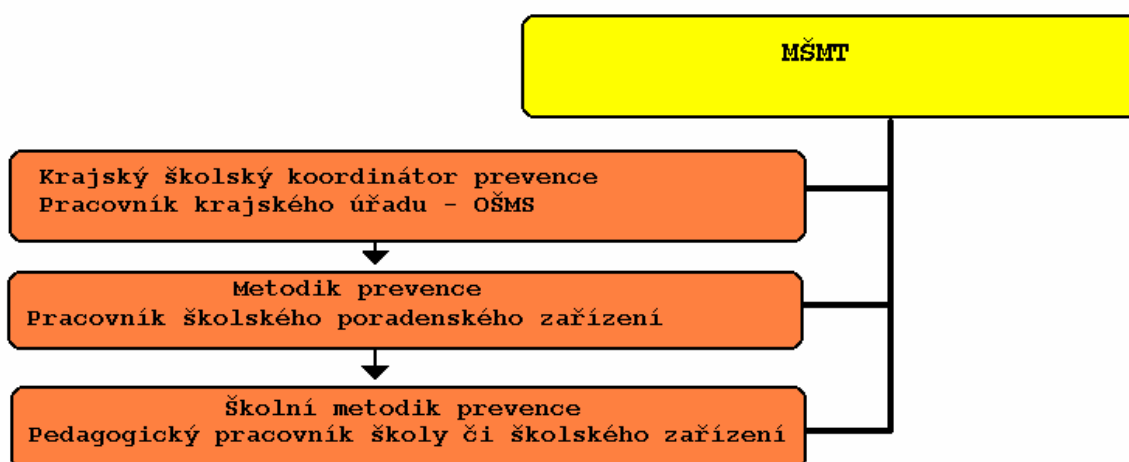 MŠMT
Krajský školský koordinátor prevence
Pracovník krajského úřadu - OŠMS
Metodik prevence
Pracovník školského poradenského zařízení
Školní metodik prevence
Pedagogický pracovník školy či školského zařízení